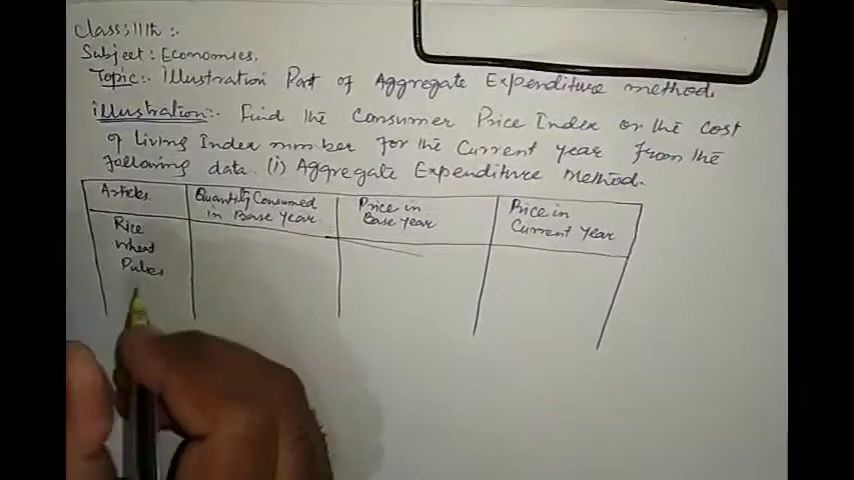 Class: 11th :-
Subject: Economics.
Topic:- Illustration Part of Aggregate Expenditure method.
illustration:- Find the Consumer Price Index or the Cost
of Living Index number for the Current year from the
following data. (i) Aggregate Expenditure Method.
Articles Quantity Consumed in Base Year Price in Base year Price in Current Year
Rice
Wheat
Pulses